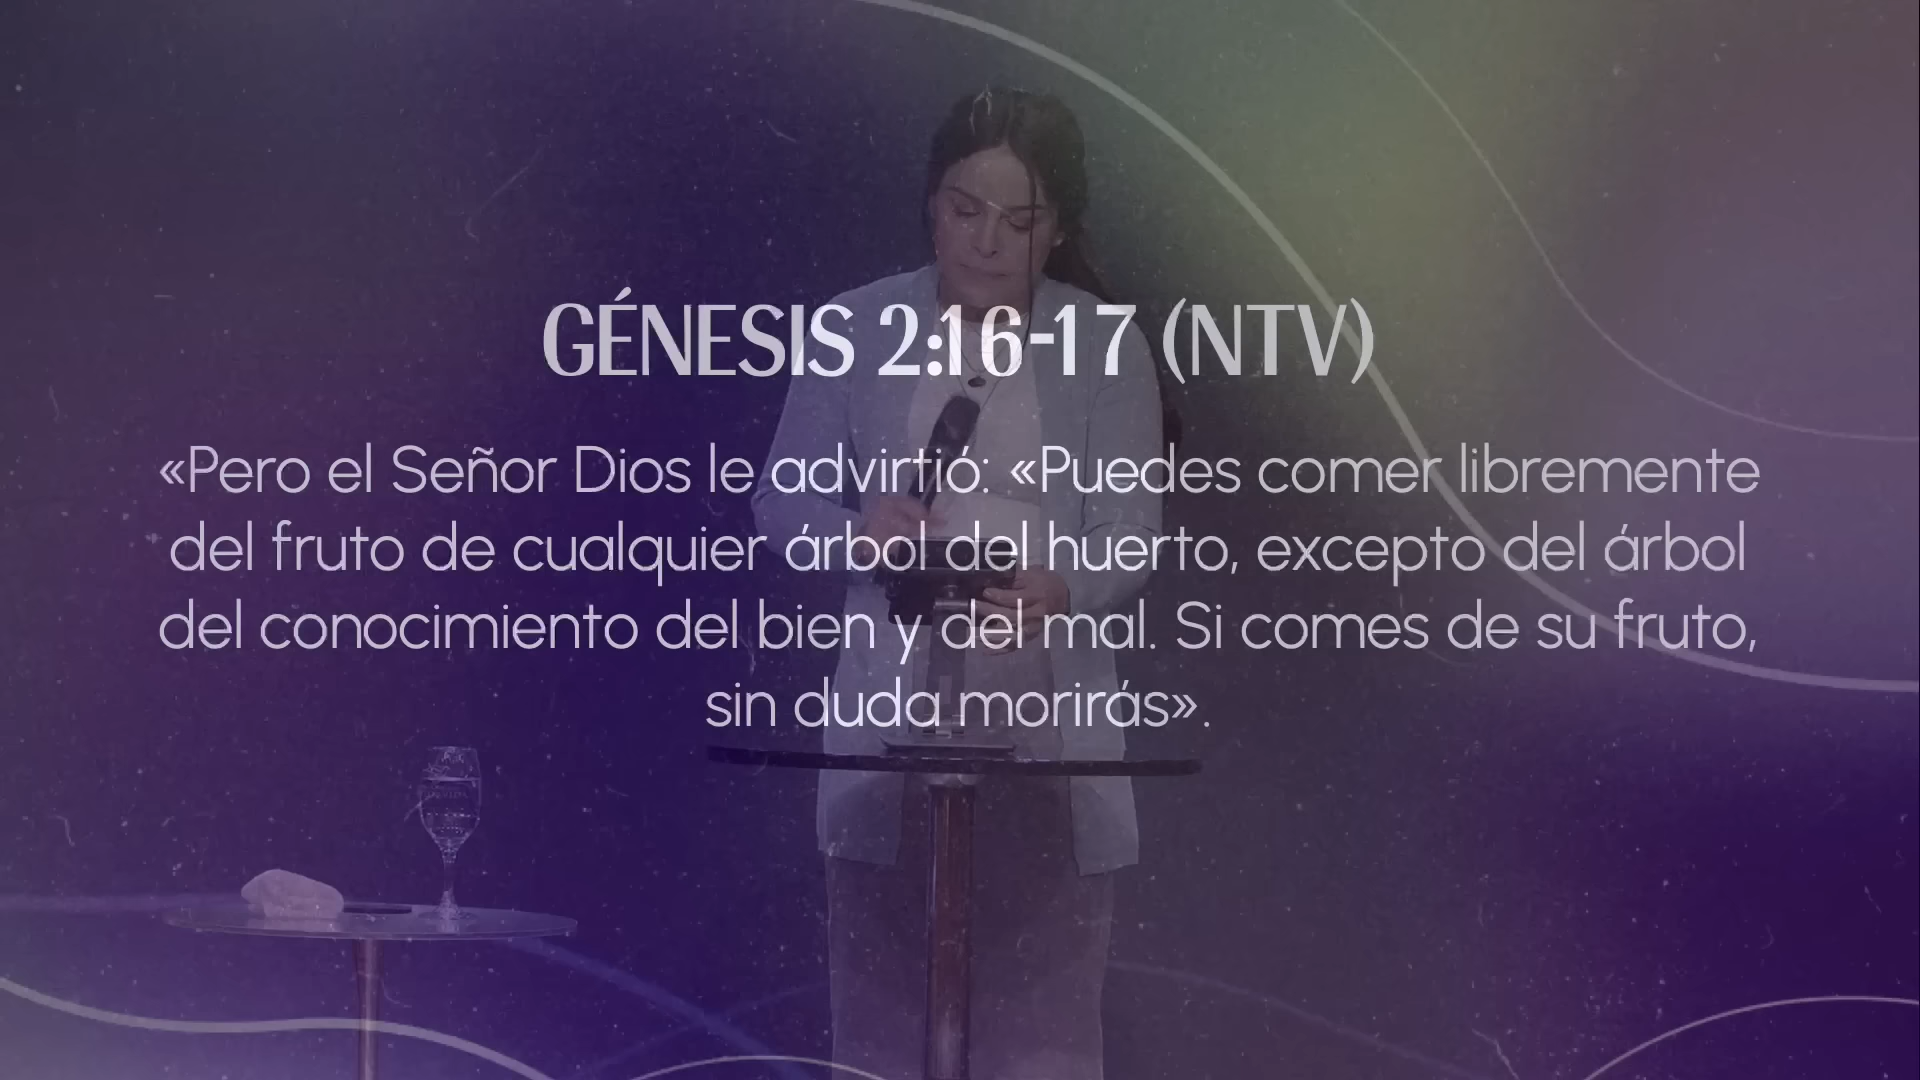 GÉNESIS 2:16-17 (NTV)
«Pero el Señor Dios le advirtió: «Puedes comer libremente
del fruto de cualquier árbol del huerto, excepto del árbol
del conocimiento del bien y del mal. Si comes de su fruto,
sin duda morirás».